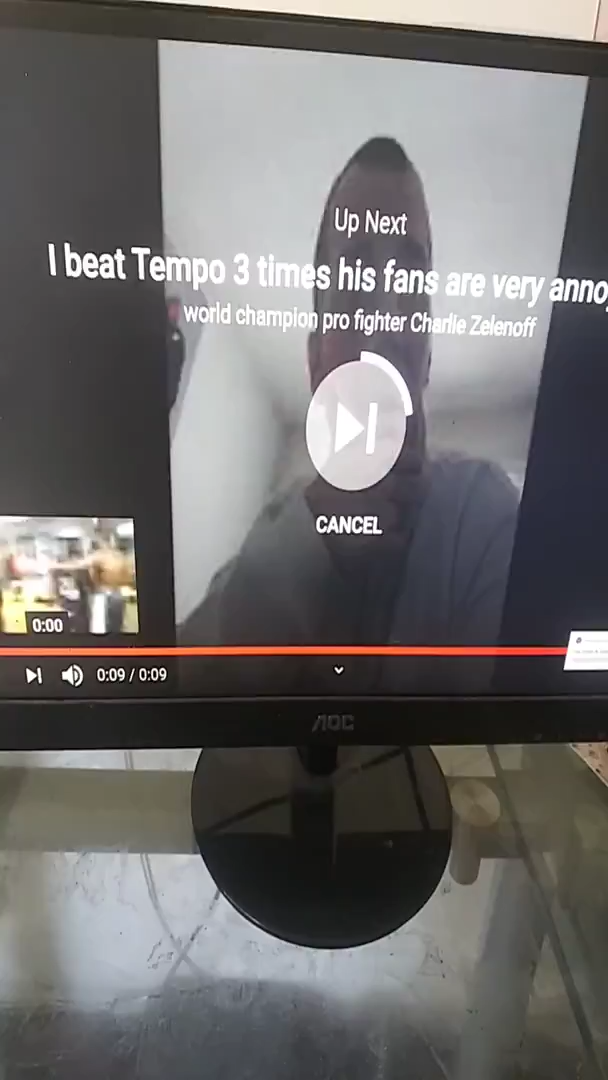 Up Next
I beat Tempo 3 times his fans are very
world champion pro fighter Charlie Zelenoff
CANCEL
0:00
0:09 / 0:09
AOC